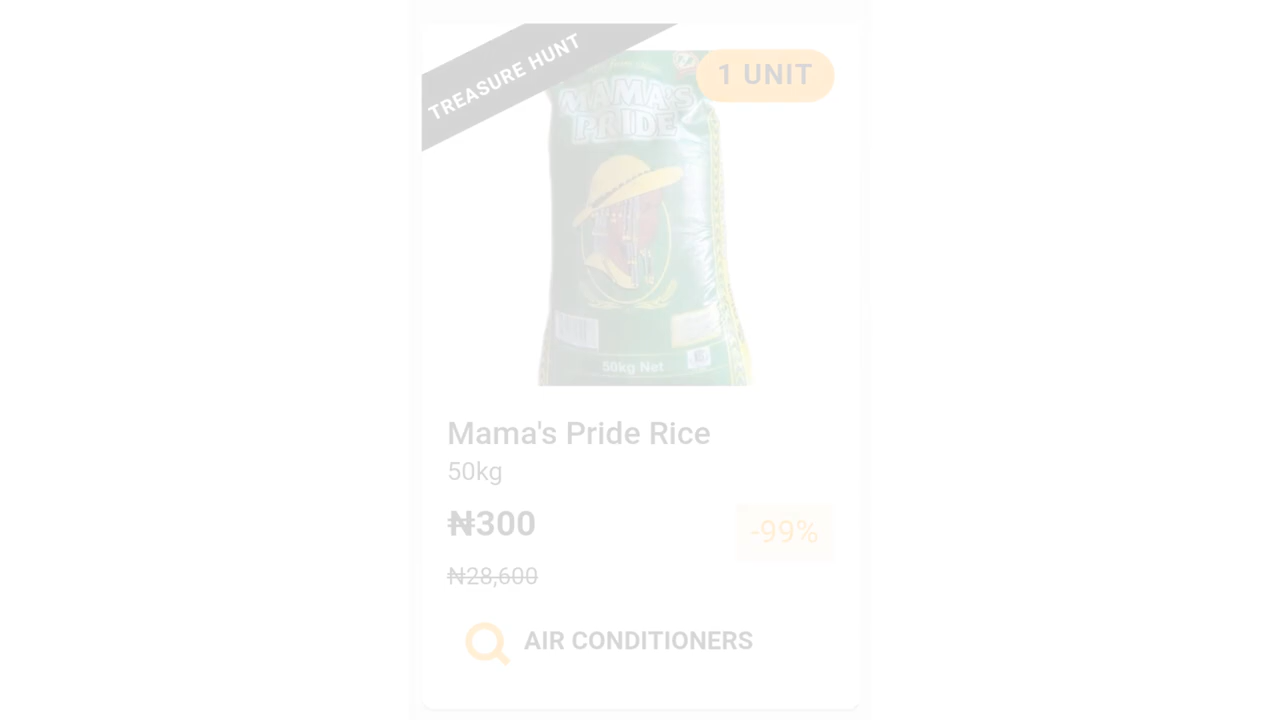 TREASURE HUNT
1 UNIT
MAMA'S
PRIDE
50kg Net
Mama's Pride Rice
50kg
₦300
-99%
₦28,600
AIR CONDITIONERS